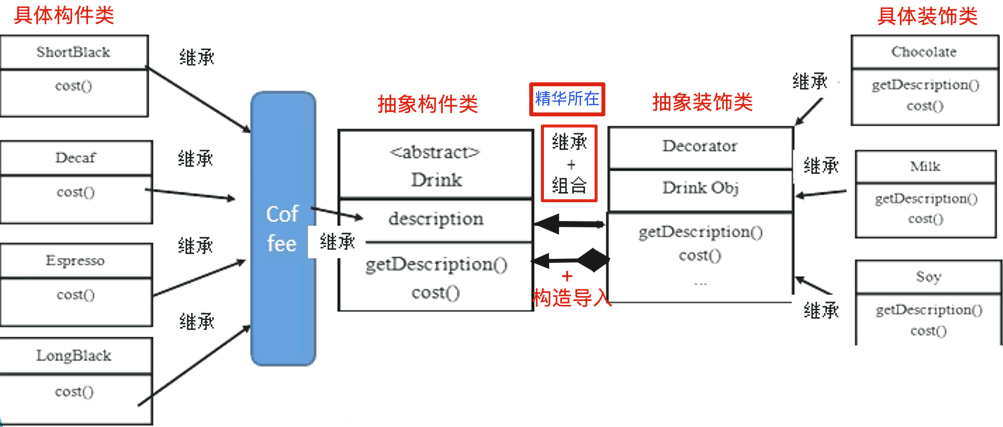 具体构件类
ShortBlack
cost()
继承
Decaf
cost()
继承
Espresso
cost()
继承
LongBlack
cost()
继承
Cof
fee
继承
抽象构件类
<abstract>
Drink
description
getDescription()
cost()
精华所在
继承
+
组合
+
构造导入
抽象装饰类
Decorator
Drink Obj
getDescription()
cost()
...
具体装饰类
继承
Chocolate
getDescription()
cost()
继承
Milk
getDescription()
cost()
继承
Soy
getDescription()
cost()